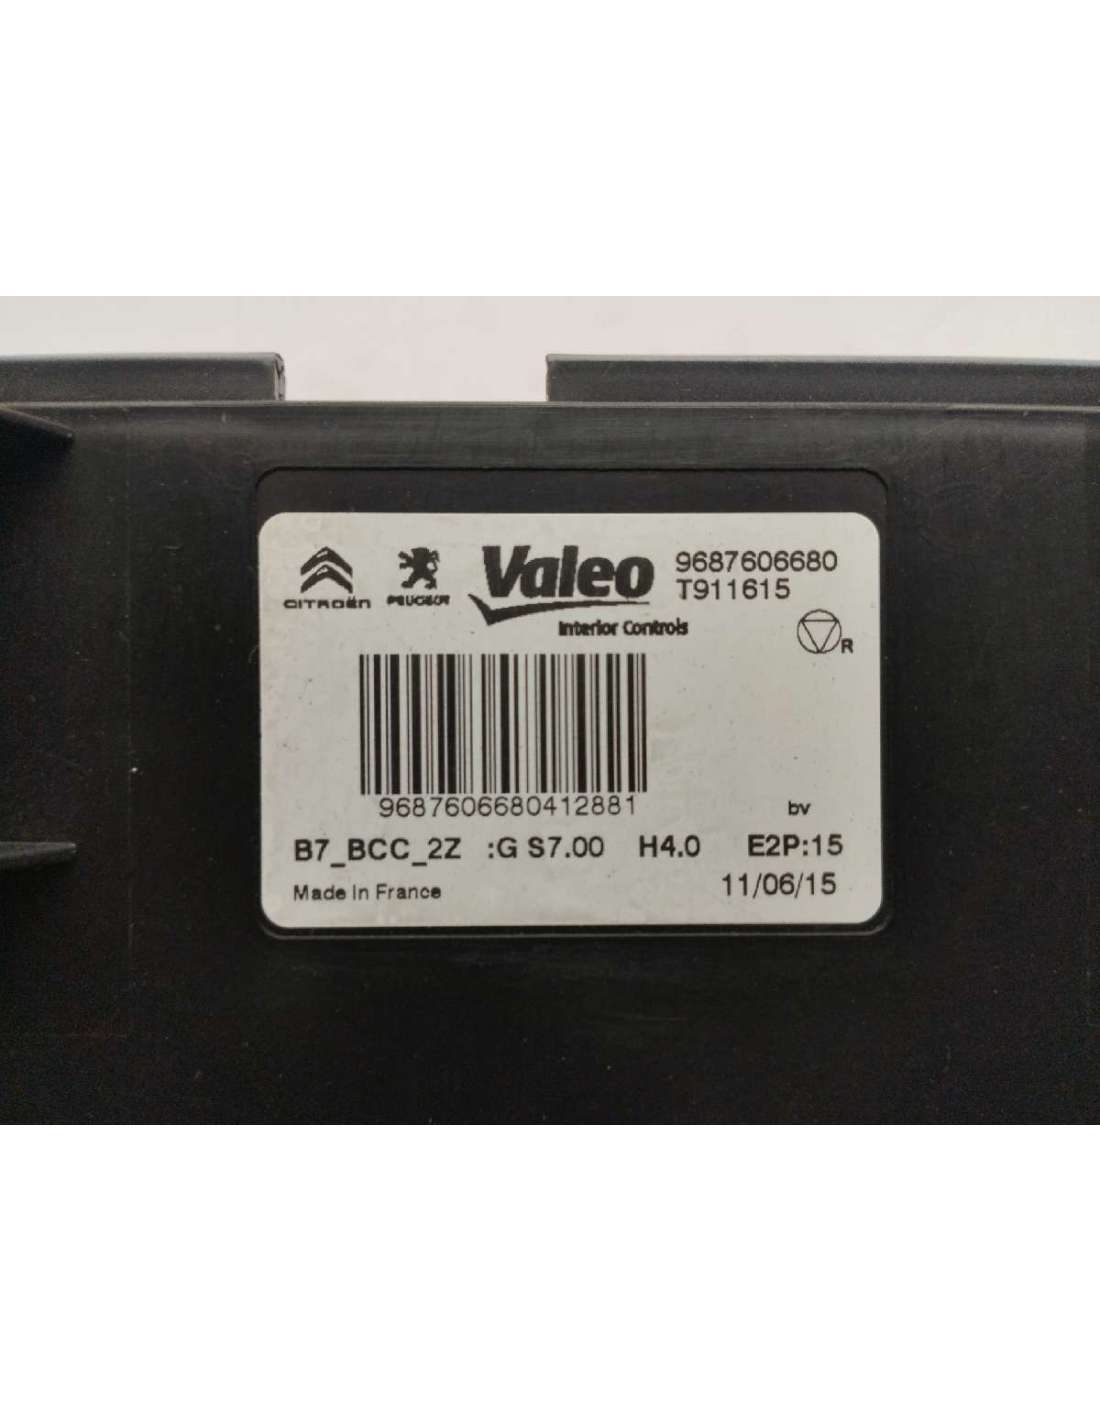 CITROËN PEUGEOT Valeo 9687606680
T911615
Interior Controls
R
9687606680412881
bv
B7_BCC_2Z :G S7.00 H4.0 E2P:15
Made In France 11/06/15